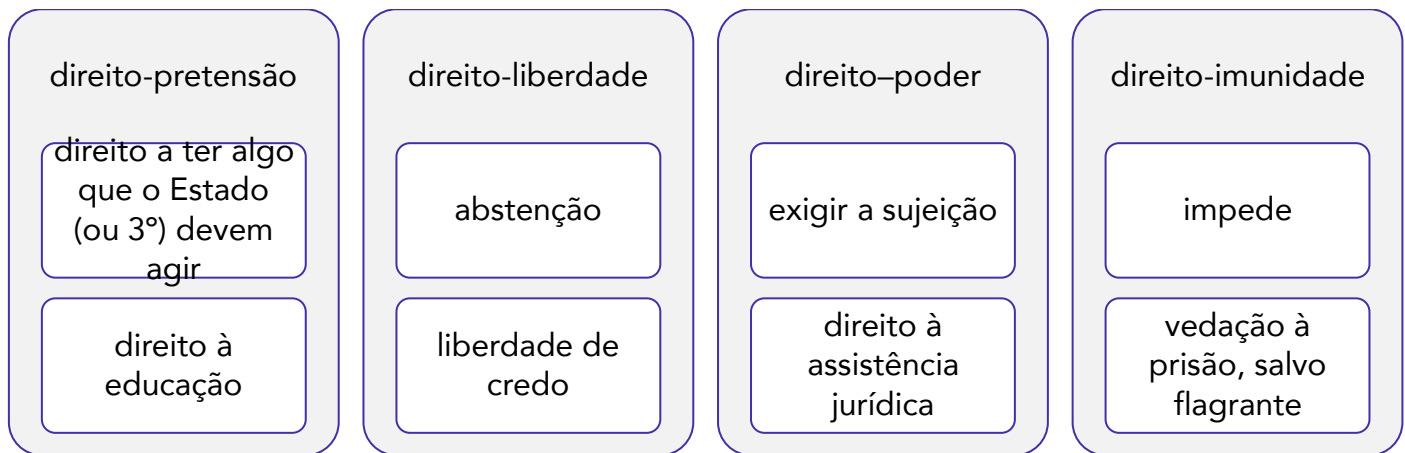 direito-pretensão
direito a ter algo
que o Estado
(ou 3º) devem
agir
direito à
educação
direito-liberdade
abstenção
liberdade de
credo
direito–poder
exigir a sujeição
direito à
assistência
jurídica
direito-imunidade
impede
vedação à
prisão, salvo
flagrante